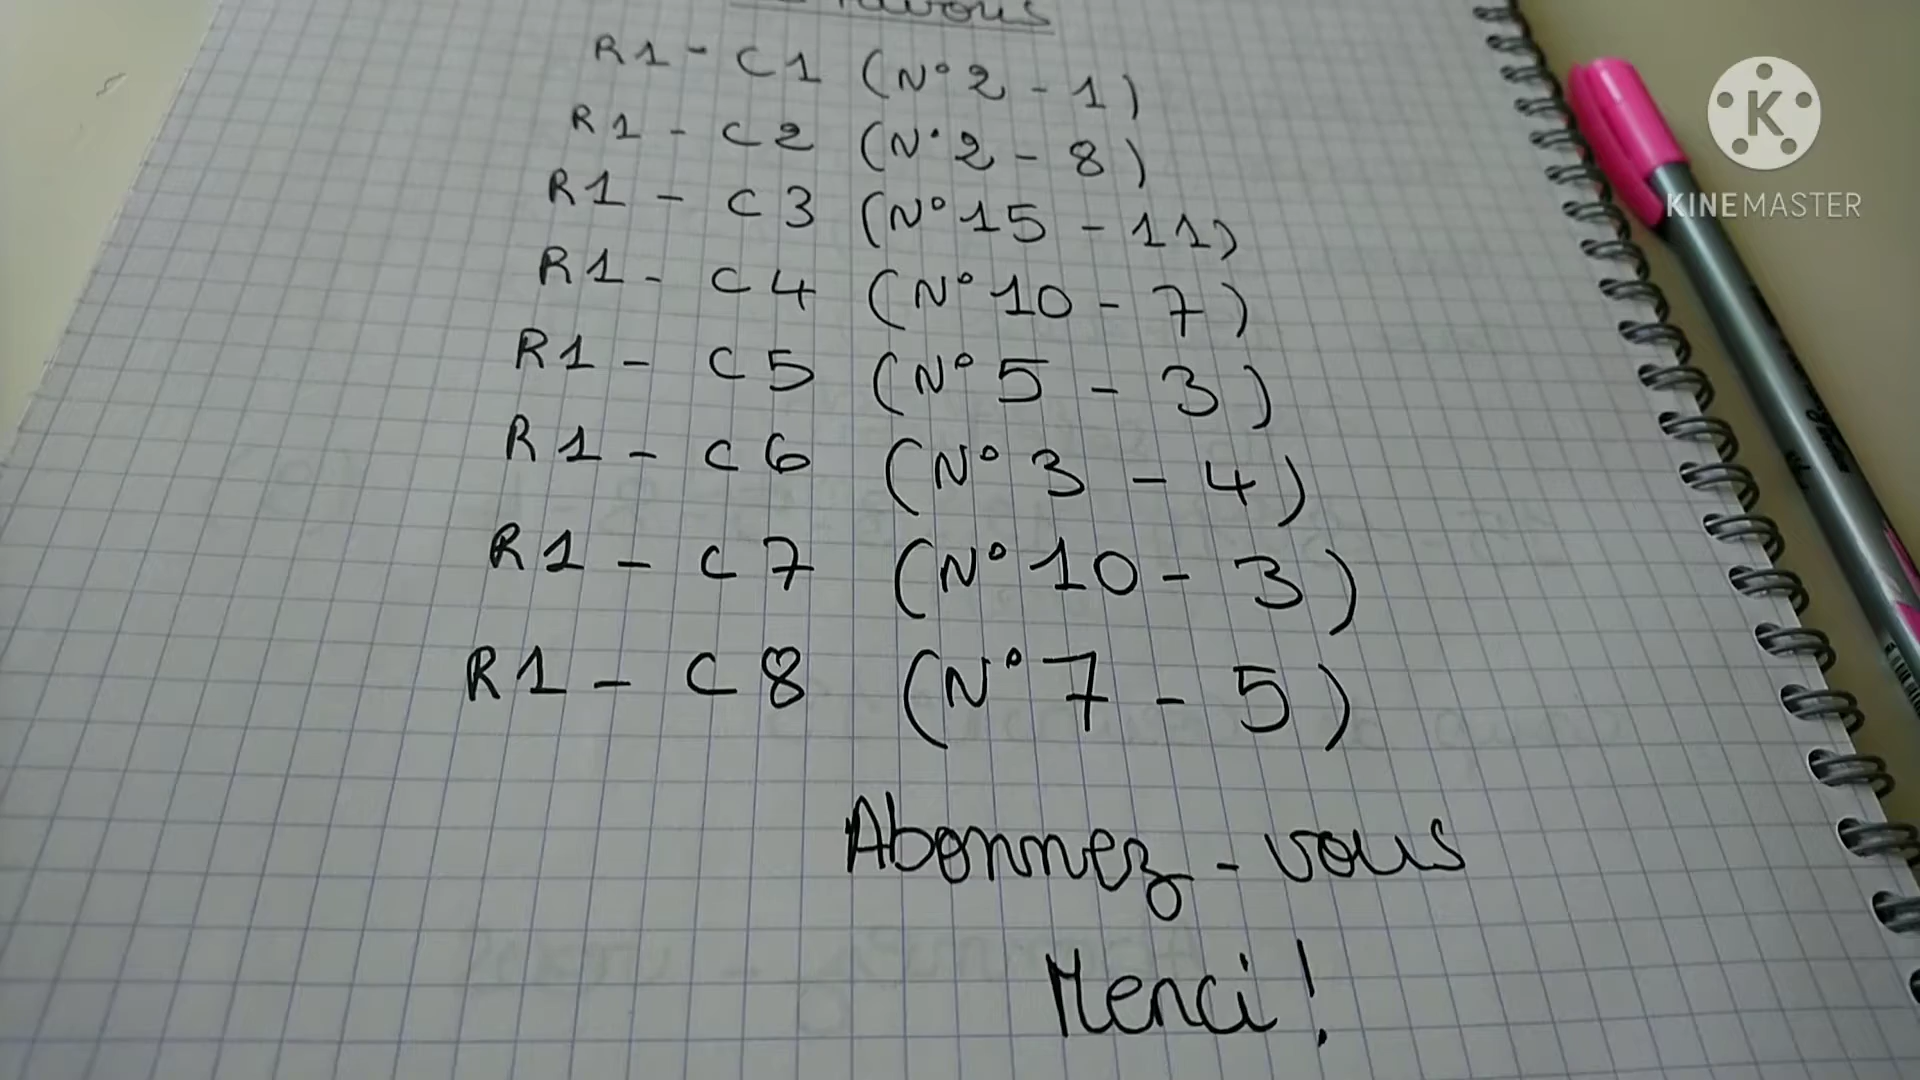 R1 - C1 (N° 2 - 1)
R1 - C2 (N° 2 - 8)
R1 - C3 (N° 15 - 11)
R1 - C4 (N° 10 - 7)
R1 - C5 (N° 5 - 3)
R1 - C6 (N° 3 - 4)
R1 - C7 (N° 10 - 3)
R1 - C8 (N° 7 - 5)
Abonnez-vous
Merci !
K
KINEMASTER